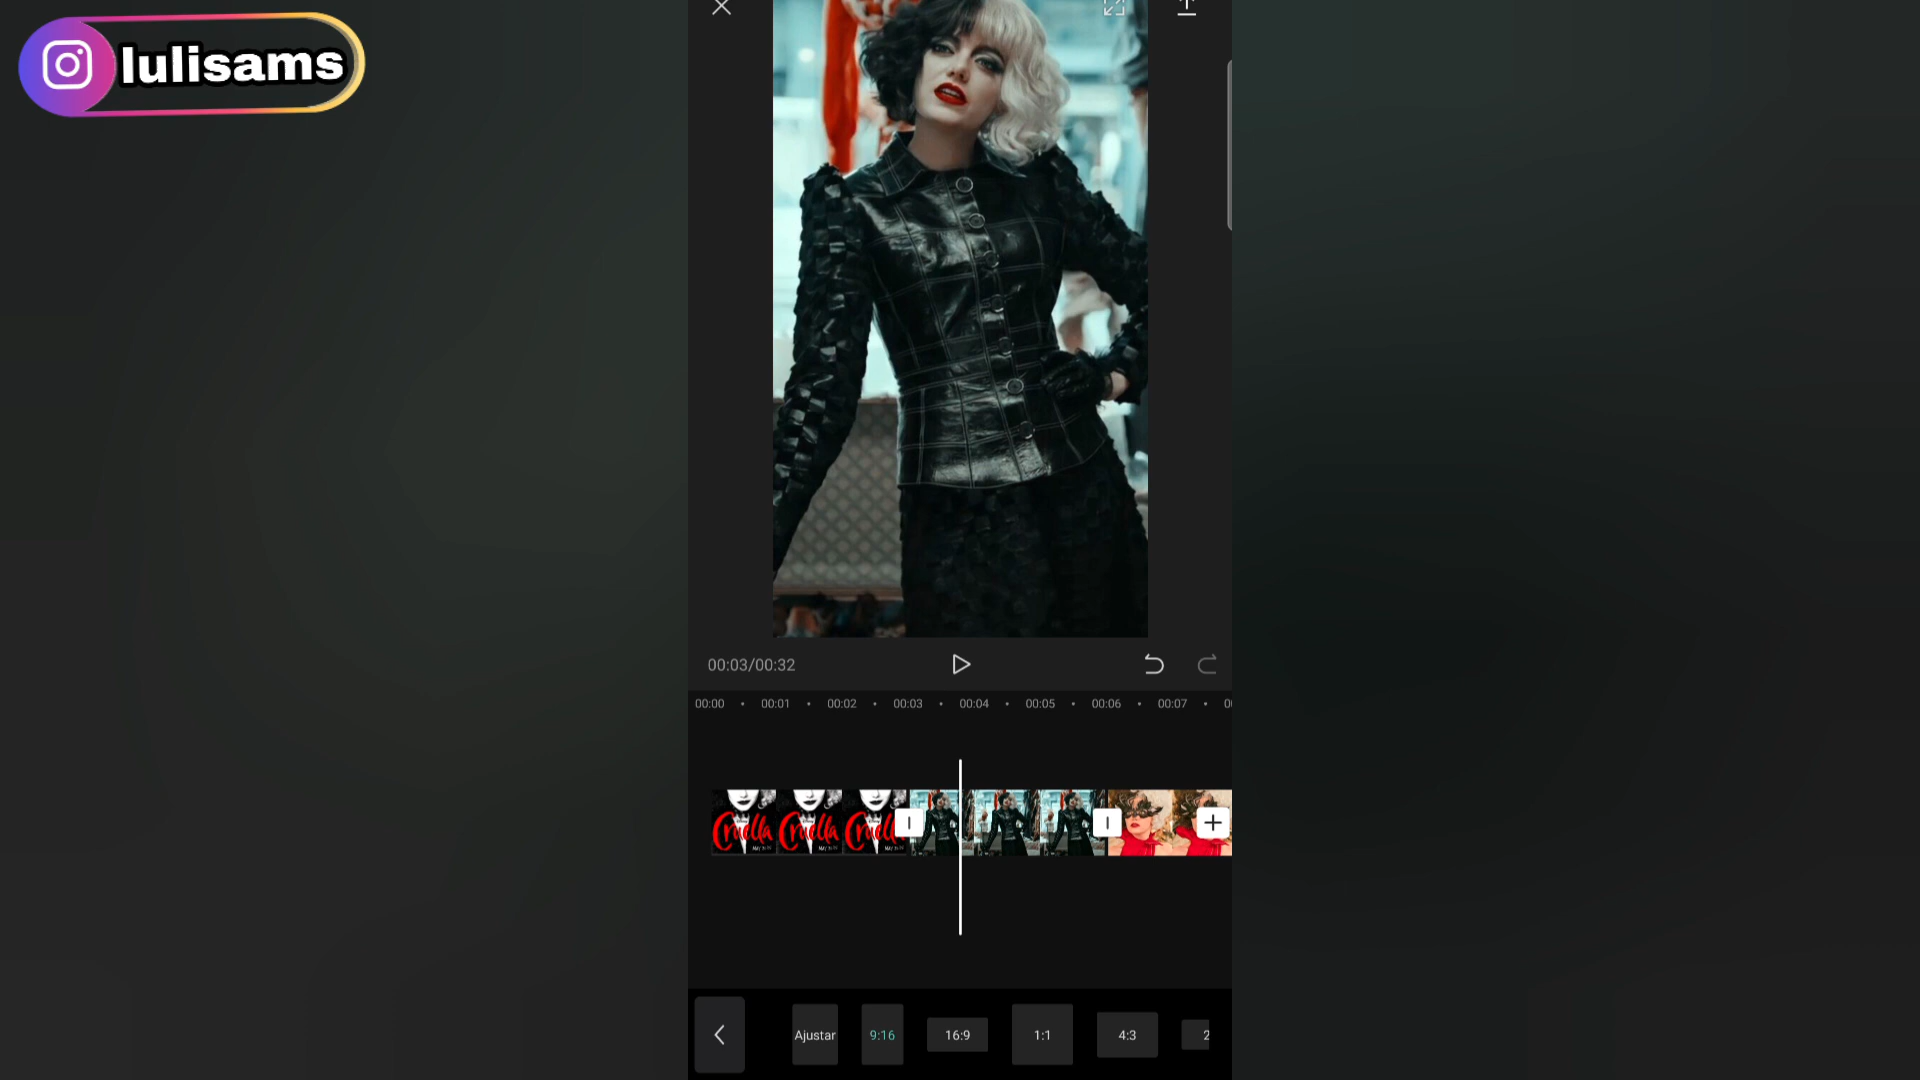 lulisams
00:03/00:32
00:00 • 00:01 • 00:02 • 00:03 • 00:04 • 00:05 • 00:06 • 00:07 •
Cruella Cruella Cruella
Ajustar 9:16 16:9 1:1 4:3